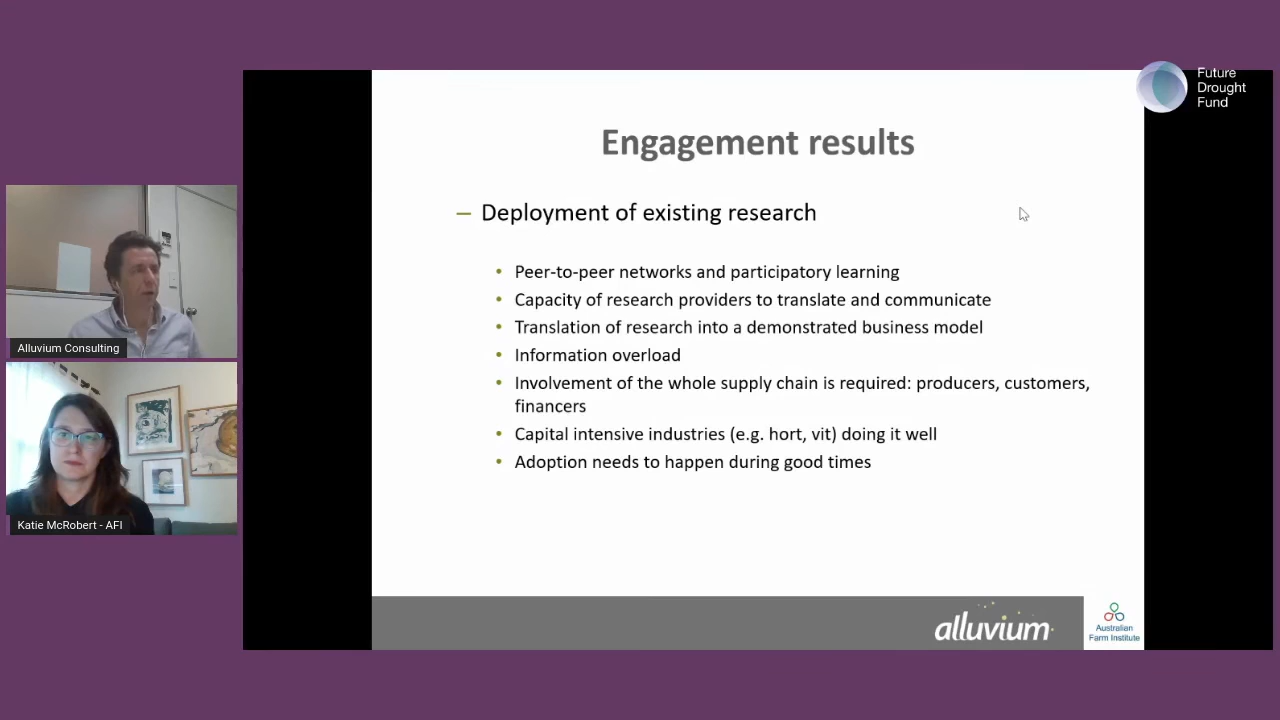 Future
Drought
Fund
Engagement results
– Deployment of existing research
• Peer-to-peer networks and participatory learning
• Capacity of research providers to translate and communicate
• Translation of research into a demonstrated business model
• Information overload
• Involvement of the whole supply chain is required: producers, customers,
financers
• Capital intensive industries (e.g. hort, vit) doing it well
• Adoption needs to happen during good times
Alluvium Consulting
Katie McRobert - AFI
alluvium
Australian
Farm Institute